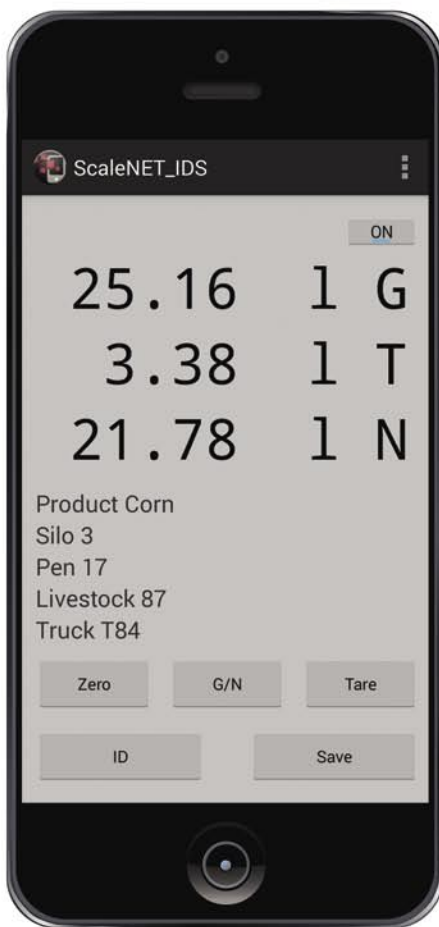 ScaleNET_IDS
ON
25.16 l G
3.38 l T
21.78 l N
Product Corn
Silo 3
Pen 17
Livestock 87
Truck T84
Zero G/N Tare
ID Save